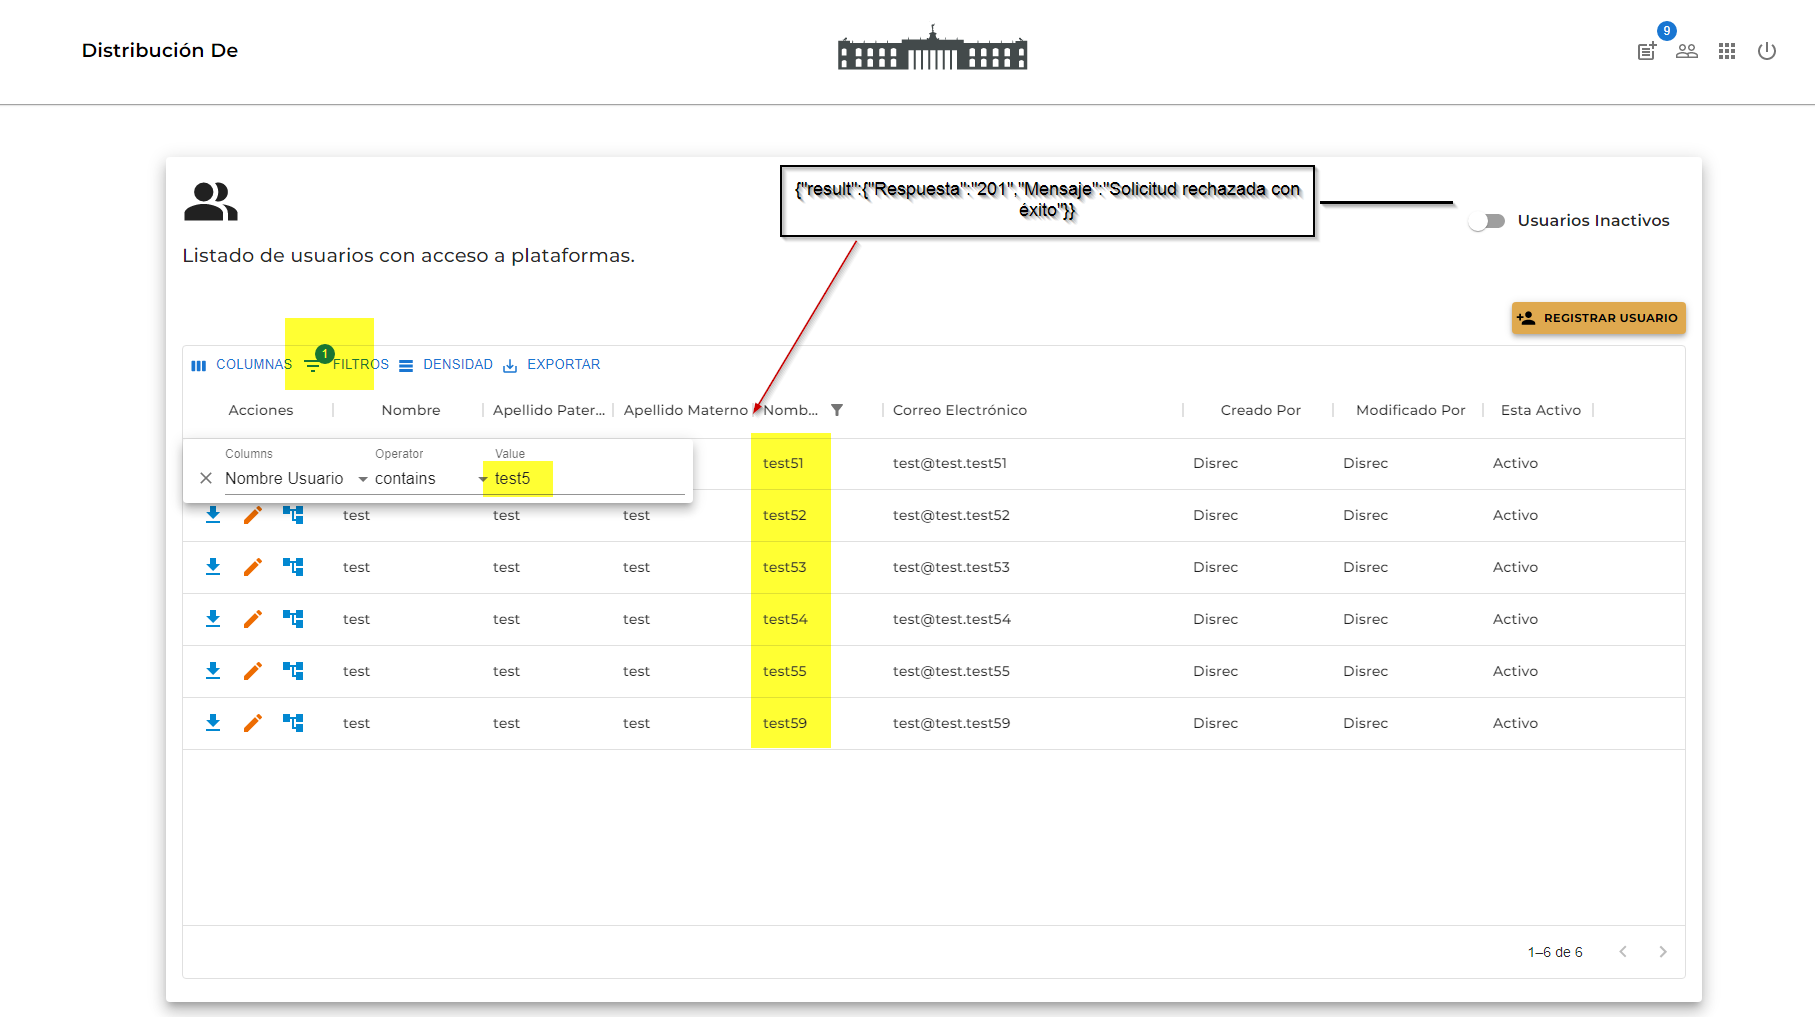 Distribución De
9
{"result":{"Respuesta":"201","Mensaje":"Solicitud rechazada con
éxito"}}
Usuarios Inactivos
Listado de usuarios con acceso a plataformas.
REGISTRAR USUARIO
COLUMNAS 1 FILTROS DENSIDAD EXPORTAR
Acciones Nombre Apellido Pater... Apellido Materno Nomb... Correo Electrónico Creado Por Modificado Por Esta Activo
Columns Operator Value
Nombre Usuario contains test5
test51 test@test.test51 Disrec Disrec Activo
test test test test52 test@test.test52 Disrec Disrec Activo
test test test test53 test@test.test53 Disrec Disrec Activo
test test test test54 test@test.test54 Disrec Disrec Activo
test test test test55 test@test.test55 Disrec Disrec Activo
test test test test59 test@test.test59 Disrec Disrec Activo
1–6 de 6